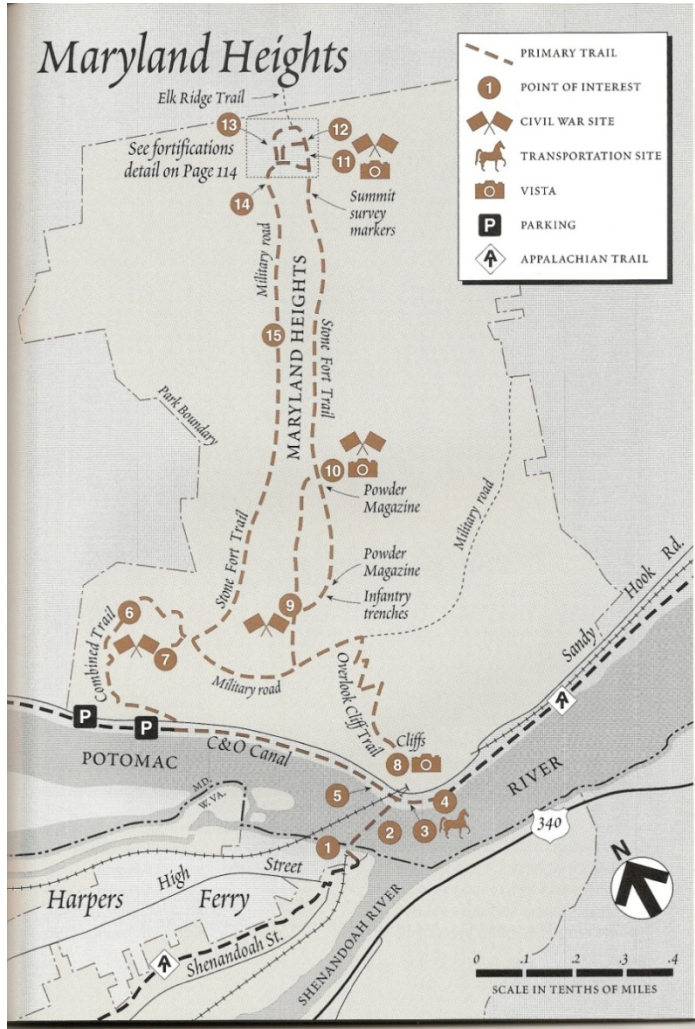 Maryland Heights
Elk Ridge Trail
PRIMARY TRAIL
1 POINT OF INTEREST
CIVIL WAR SITE
TRANSPORTATION SITE
VISTA
P PARKING
APPALACHIAN TRAIL
13
12
See fortifications
detail on Page 114
11
14
Summit
survey
markers
Military road
MARYLAND HEIGHTS
15
Stone Fort Trail
Park Boundary
10
Powder
Magazine
Military road
Stone Fort Trail
Powder
Magazine
9
Infantry
trenches
Sandy Hook Rd.
6
Combined Trail
7
Military road
Overlook Cliff Trail
P
P
C&O Canal
Cliffs
8
POTOMAC
RIVER
MD.
W. VA.
5
4
1
2
3
340
High Street
Harpers Ferry
N
Shenandoah St.
SHENANDOAH RIVER
0 .1 .2 .3 .4
SCALE IN TENTHS OF MILES